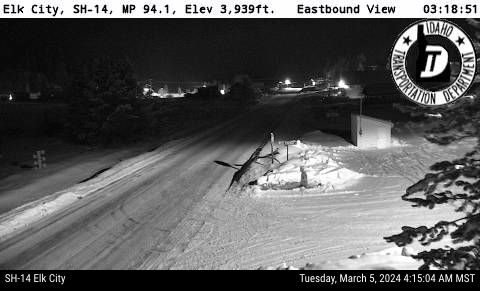 Elk City, SH-14, MP 94.1, Elev 3,939ft. Eastbound View 03:18:51
IDAHO
TRANSPORTATION DEPARTMENT
SH-14 Elk City Tuesday, March 5, 2024 4:15:04 AM MST